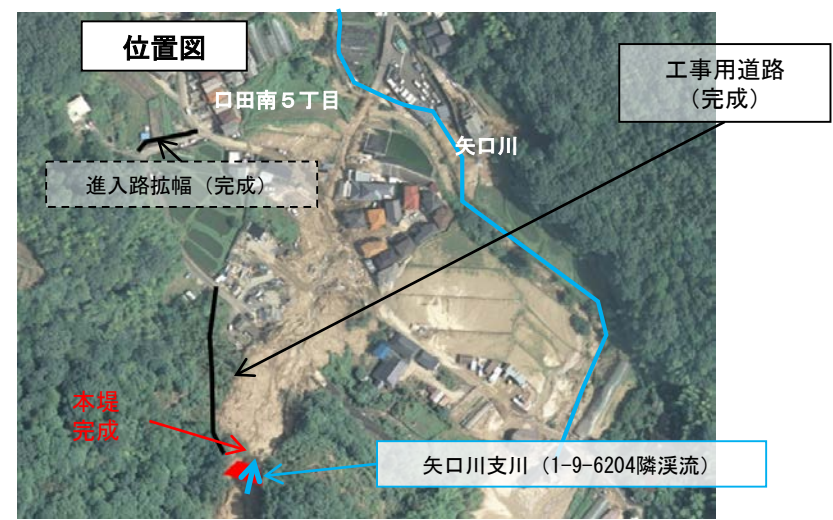 位置図
工事用道路
(完成)
口田南5丁目
矢口川
進入路拡幅(完成)
本堤
完成
矢口川支川(1-9-6204隣渓流)